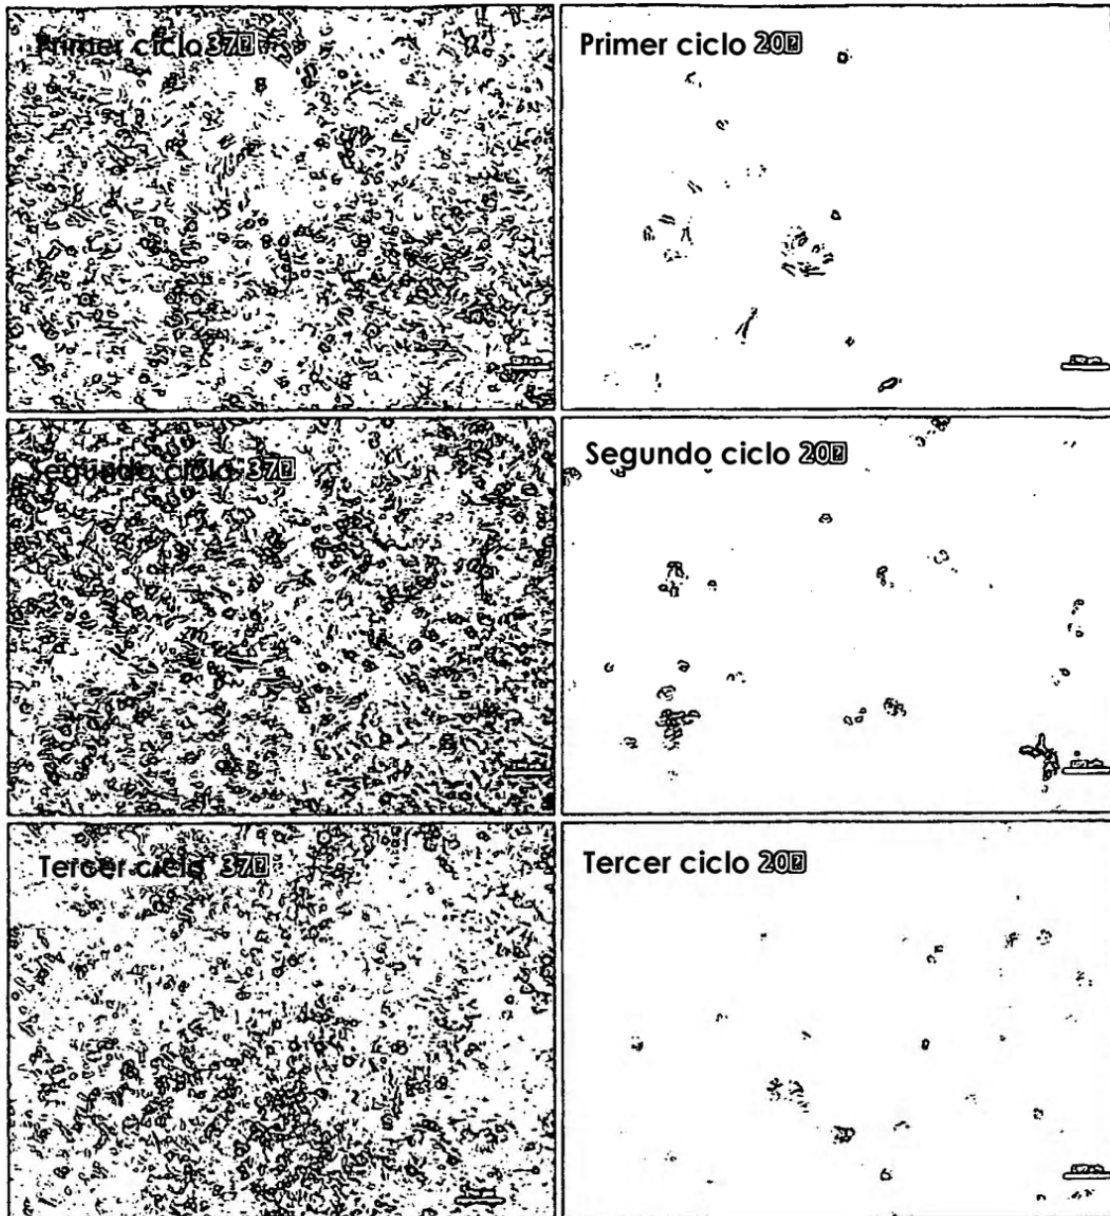 Primer ciclo 37�
Primer ciclo 20�
Segundo ciclo 37�
Segundo ciclo 20�
Tercer ciclo 37�
Tercer ciclo 20�